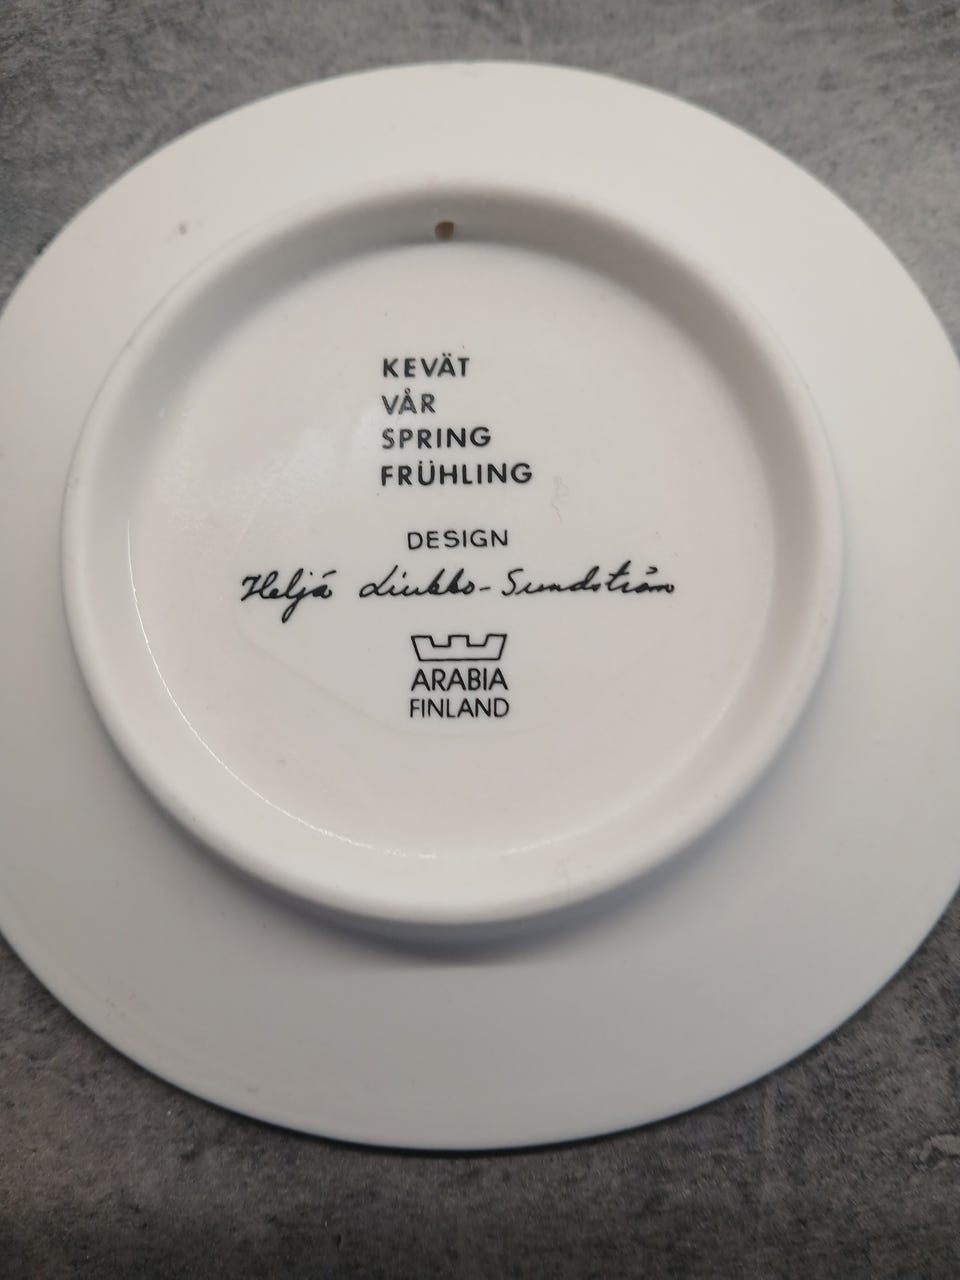 KEVÄT
VÅR
SPRING
FRÜHLING
DESIGN
Heljä Liukko-Sundström
ARABIA
FINLAND